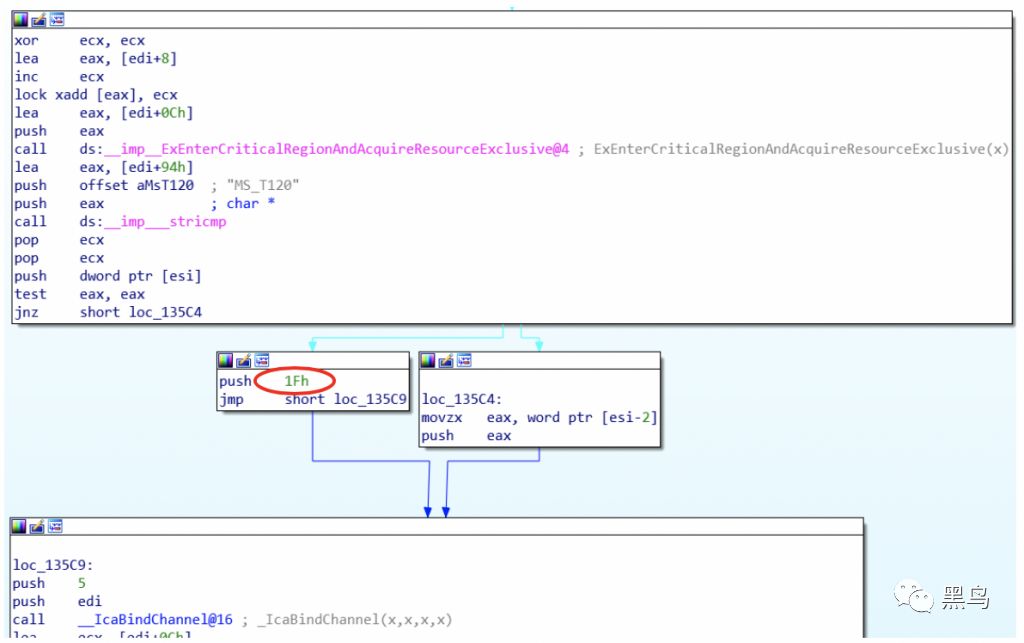 xor ecx, ecx
lea eax, [edi+8]
inc ecx
lock xadd [eax], ecx
lea eax, [edi+0Ch]
push eax
call ds:__imp__ExEnterCriticalRegionAndAcquireResourceExclusive@4 ; ExEnterCriticalRegionAndAcquireResourceExclusive(x)
lea eax, [edi+94h]
push offset aMsT120 ; "MS_T120"
push eax ; char *
call ds:__imp___stricmp
pop ecx
pop ecx
push dword ptr [esi]
test eax, eax
jnz short loc_135C4
push 1Fh
jmp short loc_135C9
loc_135C4:
movzx eax, word ptr [esi-2]
push eax
loc_135C9:
push 5
push edi
call __IcaBindChannel@16 ; _IcaBindChannel(x,x,x,x)
lea ecx, [edi+0Ch]
黑鸟